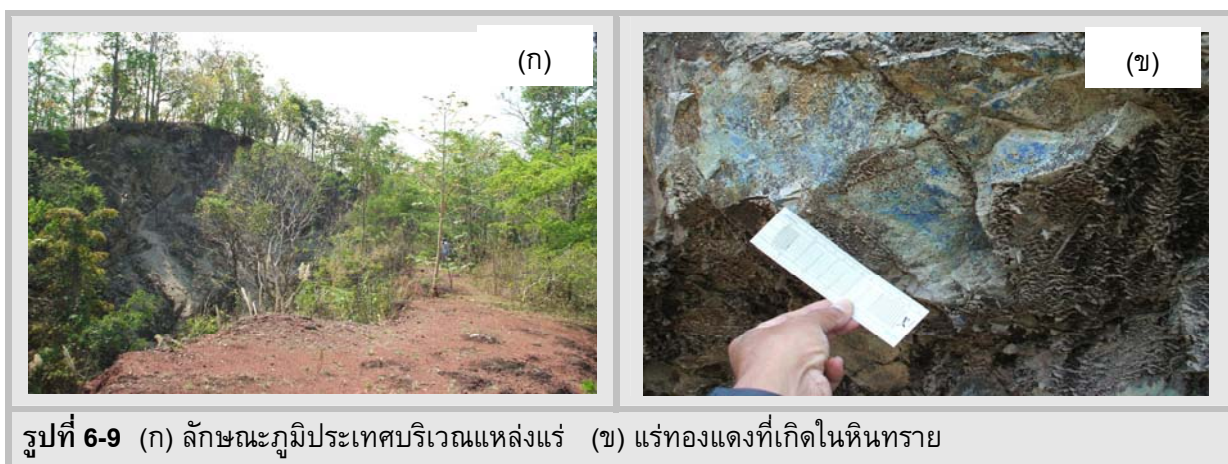 (ก)
(ข)
รูปที่ 6-9 (ก) ลักษณะภูมิประเทศบริเวณแหล่งแร่ (ข) แร่ทองแดงที่เกิดในหินทราย